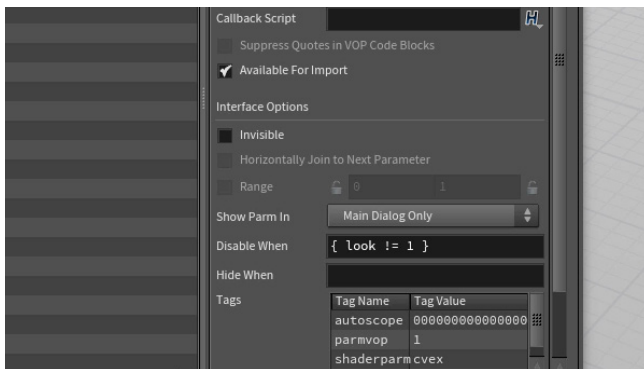 Callback Script
Suppress Quotes in VOP Code Blocks
Available For Import
Interface Options
Invisible
Horizontally Join to Next Parameter
Range 0 1
Show Parm In Main Dialog Only
Disable When { look != 1 }
Hide When
Tags Tag Name Tag Value
autoscope 000000000000000
parmvop 1
shaderparm cvex